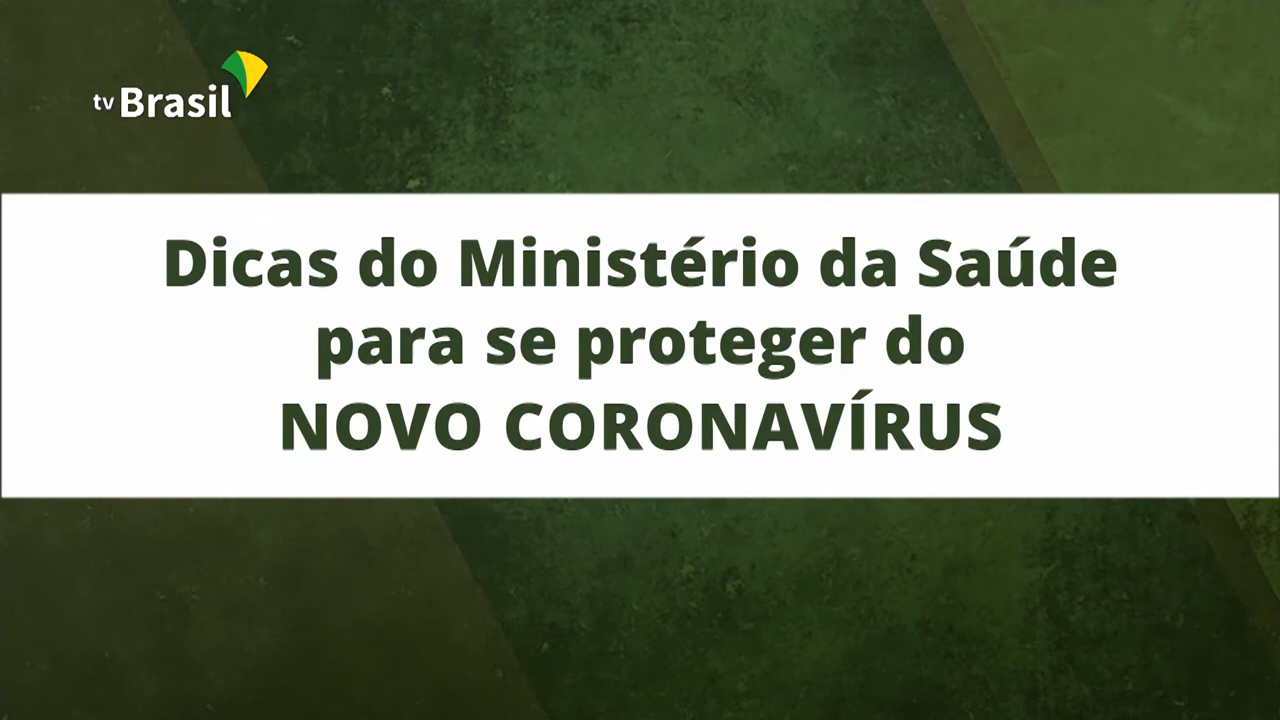 tv Brasil
Dicas do Ministério da Saúde
para se proteger do
NOVO CORONAVÍRUS